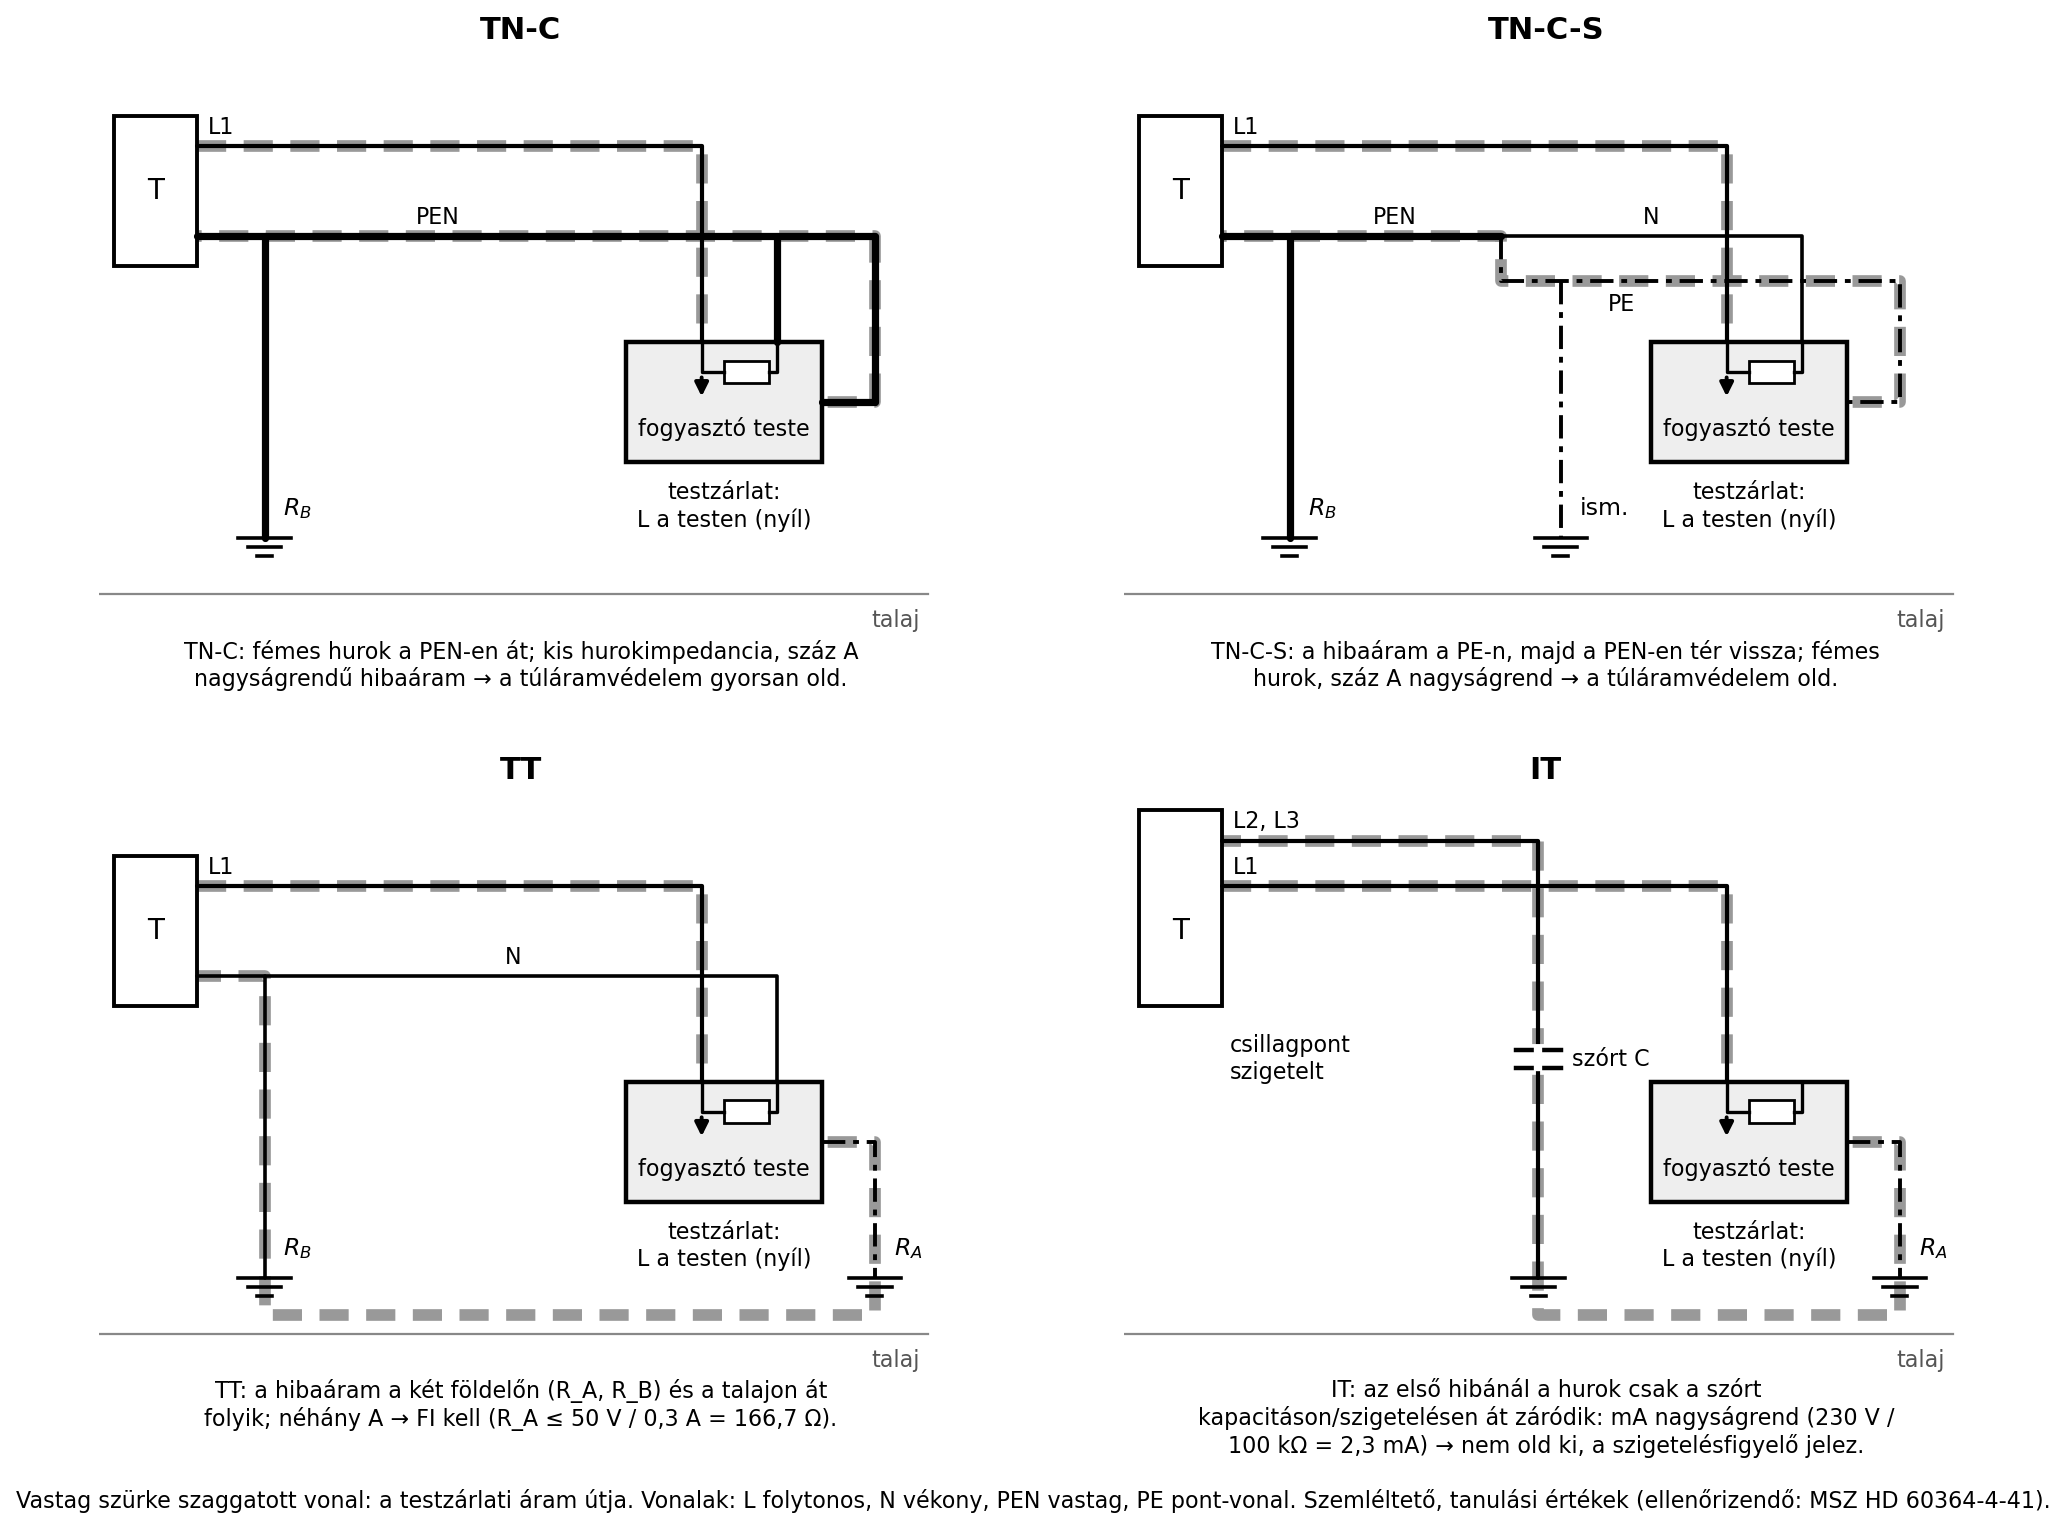 TN-C
L1
T
PEN
fogyasztó teste
R_B
testzárlat:
L a testen (nyíl)
talaj
TN-C: fémes hurok a PEN-en át; kis hurokimpedancia, száz A
nagyságrendű hibaáram → a túláramvédelem gyorsan old.
TN-C-S
L1
T
PEN
N
PE
fogyasztó teste
R_B
ism.
testzárlat:
L a testen (nyíl)
talaj
TN-C-S: a hibaáram a PE-n, majd a PEN-en tér vissza; fémes
hurok, száz A nagyságrend → a túláramvédelem old.
TT
L1
T
N
fogyasztó teste
R_B
testzárlat:
L a testen (nyíl)
R_A
talaj
TT: a hibaáram a két földelőn (R_A, R_B) és a talajon át
folyik; néhány A → FI kell (R_A ≤ 50 V / 0,3 A = 166,7 Ω).
IT
L2, L3
L1
T
csillagpont
szigetelt
szórt C
fogyasztó teste
testzárlat:
L a testen (nyíl)
R_A
talaj
IT: az első hibánál a hurok csak a szórt
kapacitáson/szigetelésen át záródik: mA nagyságrend (230 V /
100 kΩ = 2,3 mA) → nem old ki, a szigetelésfigyelő jelez.
Vastag szürke szaggatott vonal: a testzárlati áram útja. Vonalak: L folytonos, N vékony, PEN vastag, PE pont-vonal. Szemléltető, tanulási értékek (ellenőrizendő: MSZ HD 60364-4-41).